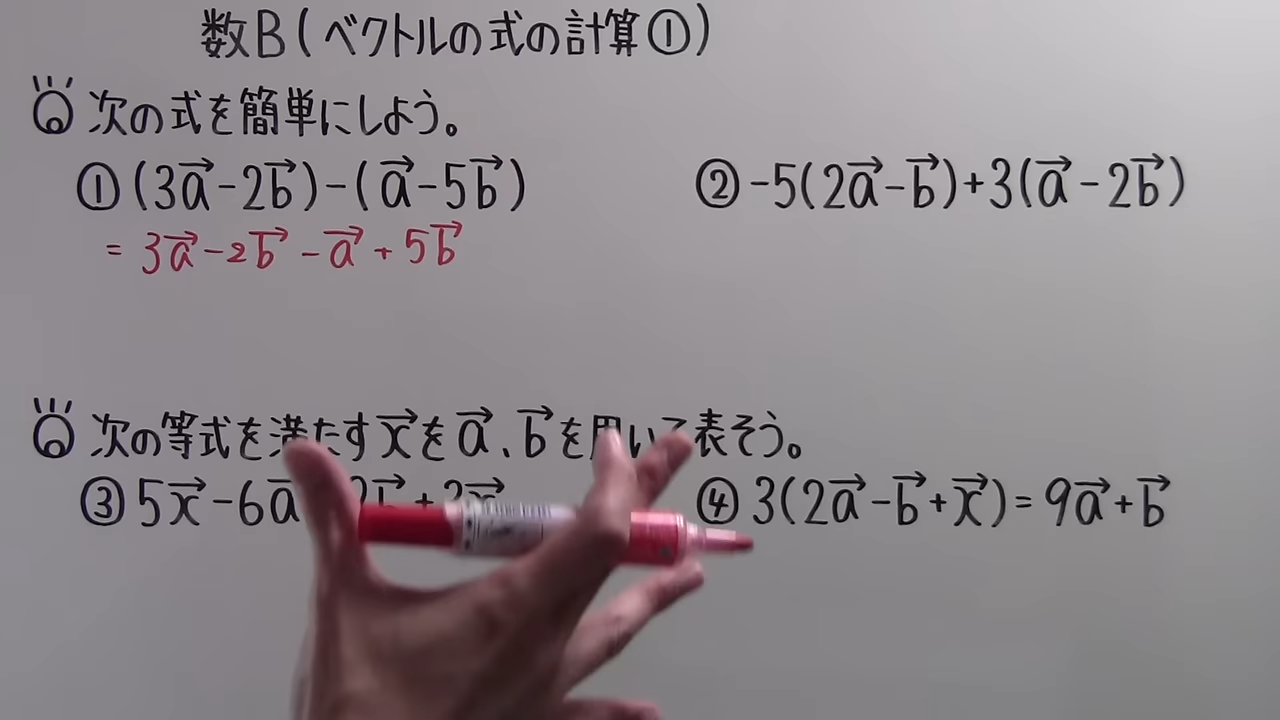 数B(ベクトルの式の計算①)
次の式を簡単にしよう。
①(3a→-2b→)-(a→-5b→)
②-5(2a→-b→)+3(a→-2b→)
=3a→-2b→-a→+5b→
次の等式を満たすx→をa→、b→を用いて表そう。
③5x→-6a
④3(2a→-b→+x→)=9a→+b→